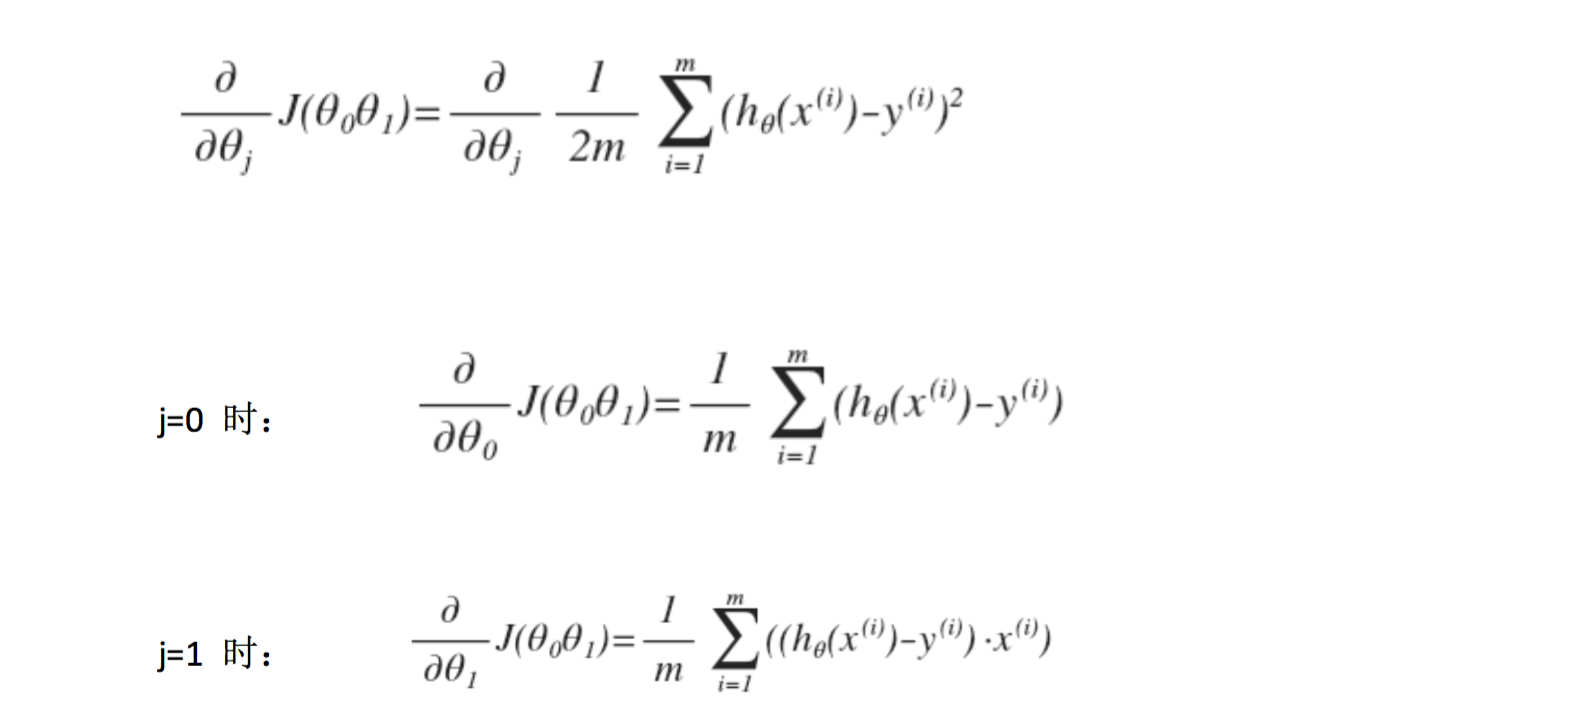 ∂/∂θ_j J(θ_0θ_1)=∂/∂θ_j 1/2m ∑_{i=1}^{m}(h_θ(x^{(i)})-y^{(i)})^2
j=0 时： ∂/∂θ_0 J(θ_0θ_1)=1/m ∑_{i=1}^{m}(h_θ(x^{(i)})-y^{(i)})
j=1 时： ∂/∂θ_1 J(θ_0θ_1)=1/m ∑_{i=1}^{m}((h_θ(x^{(i)})-y^{(i)})·x^{(i)})